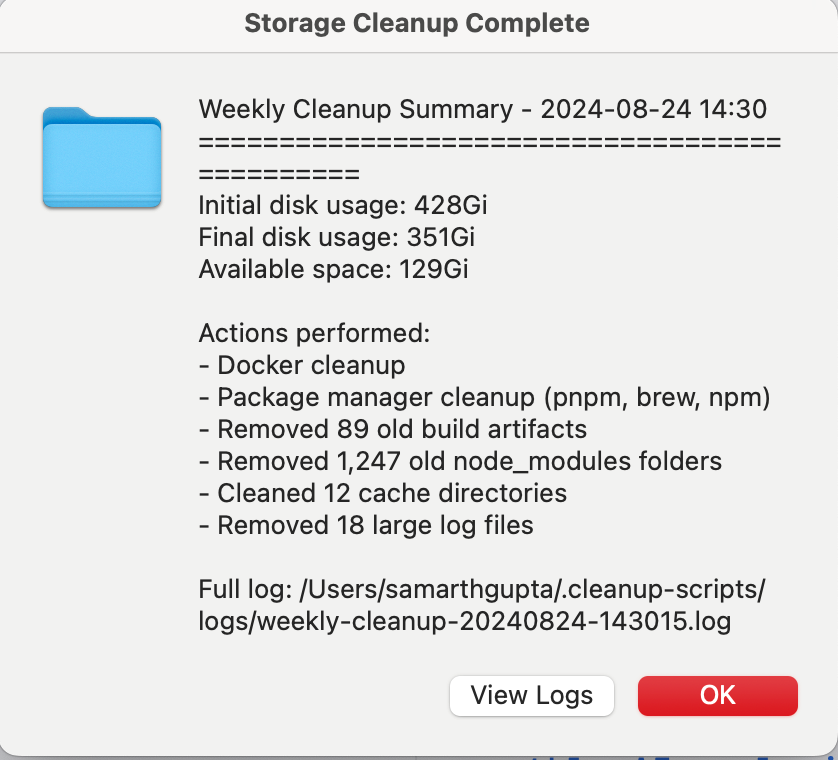 Storage Cleanup Complete
Weekly Cleanup Summary - 2024-08-24 14:30
====================================
==========
Initial disk usage: 428Gi
Final disk usage: 351Gi
Available space: 129Gi
Actions performed:
- Docker cleanup
- Package manager cleanup (pnpm, brew, npm)
- Removed 89 old build artifacts
- Removed 1,247 old node_modules folders
- Cleaned 12 cache directories
- Removed 18 large log files
Full log: /Users/samarthgupta/.cleanup-scripts/
logs/weekly-cleanup-20240824-143015.log
View Logs
OK